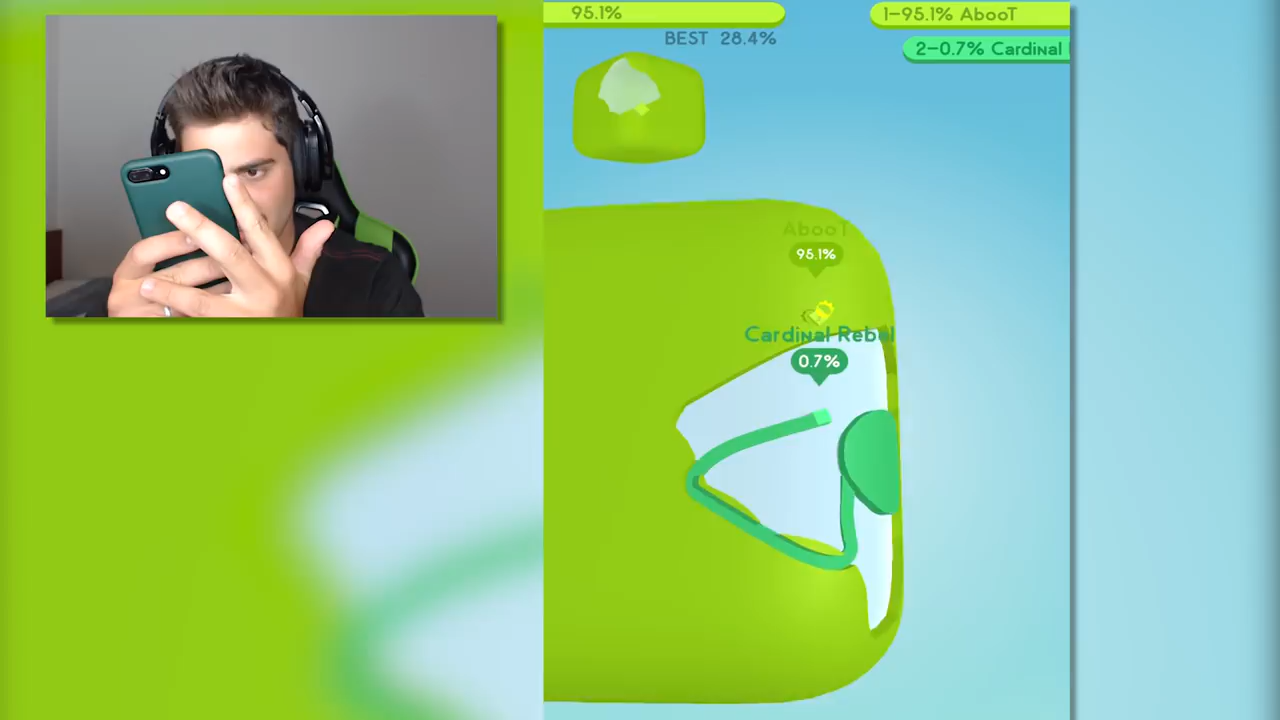 95.1%
BEST 28.4%
1-95.1% AbooT
2-0.7% Cardinal
AbooT
95.1%
Cardinal Rebel
0.7%